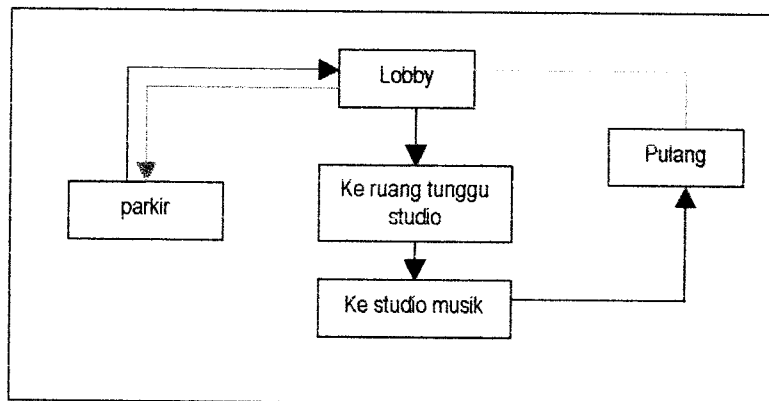 Lobby
Pulang
parkir
Ke ruang tunggu
studio
Ke studio musik